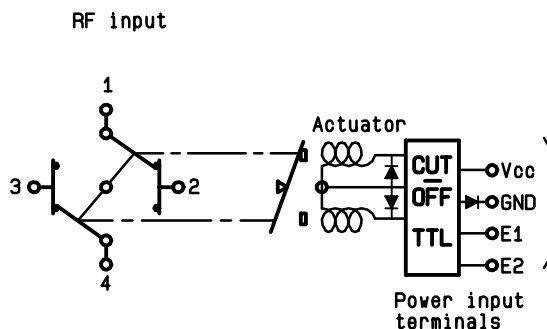 RF input
1
Actuator
CUT
OFF
TTL
Vcc
GND
E1
E2
3
2
4
Power input
terminals